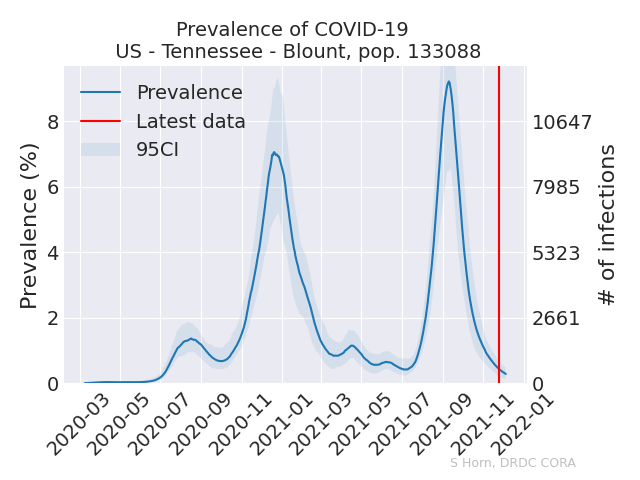 Prevalence of COVID-19
US - Tennessee - Blount, pop. 133088
Prevalence
Latest data
95CI
Prevalence (%)
8
6
4
2
0
10647
7985
5323
2661
0
# of infections
2020-03
2020-05
2020-07
2020-09
2020-11
2021-01
2021-03
2021-05
2021-07
2021-09
2021-11
2022-01
S Horn, DRDC CORA